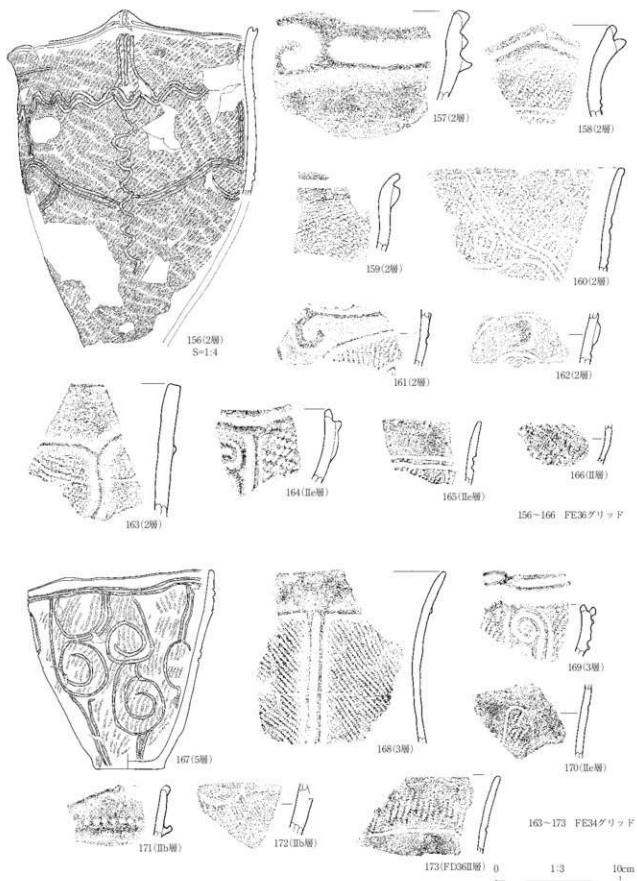 157(2層)
158(2層)
159(2層)
160(2層)
156(2層)
S=1:4
161(2層)
162(2層)
163(2層)
164(IIe層)
165(IIe層)
166(II層)
156~166 FE36グリッド
167(5層)
168(3層)
169(3層)
170(IIe層)
171(IIb層)
172(IIb層)
173(FD36II層)
163~173 FE34グリッド
0 1:3 10cm